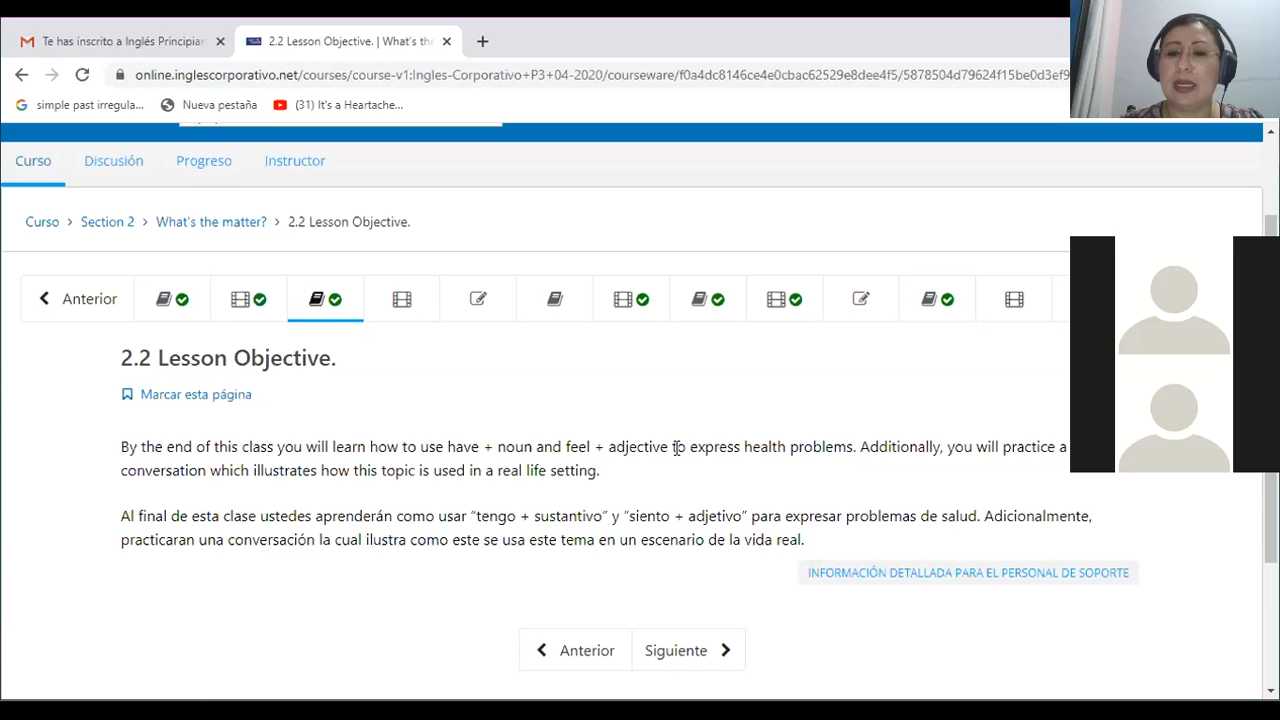 Te has inscrito a Inglés Principian
2.2 Lesson Objective. | What's the
online.inglescorporativo.net/courses/course-v1:Ingles-Corporativo+P3+04-2020/courseware/f0a4dc8146ce4e0cbac62529e8dee4f5/5878504d79624f15be0d3ef9
simple past irregula...
Nueva pestaña
(31) It's a Heartache...
Curso
Discusión
Progreso
Instructor
Curso > Section 2 > What's the matter? > 2.2 Lesson Objective.
Anterior
2.2 Lesson Objective.
Marcar esta página
By the end of this class you will learn how to use have + noun and feel + adjective to express health problems. Additionally, you will practice a
conversation which illustrates how this topic is used in a real life setting.
Al final de esta clase ustedes aprenderán como usar “tengo + sustantivo” y “siento + adjetivo” para expresar problemas de salud. Adicionalmente,
practicaran una conversación la cual ilustra como este se usa este tema en un escenario de la vida real.
INFORMACIÓN DETALLADA PARA EL PERSONAL DE SOPORTE
Anterior
Siguiente